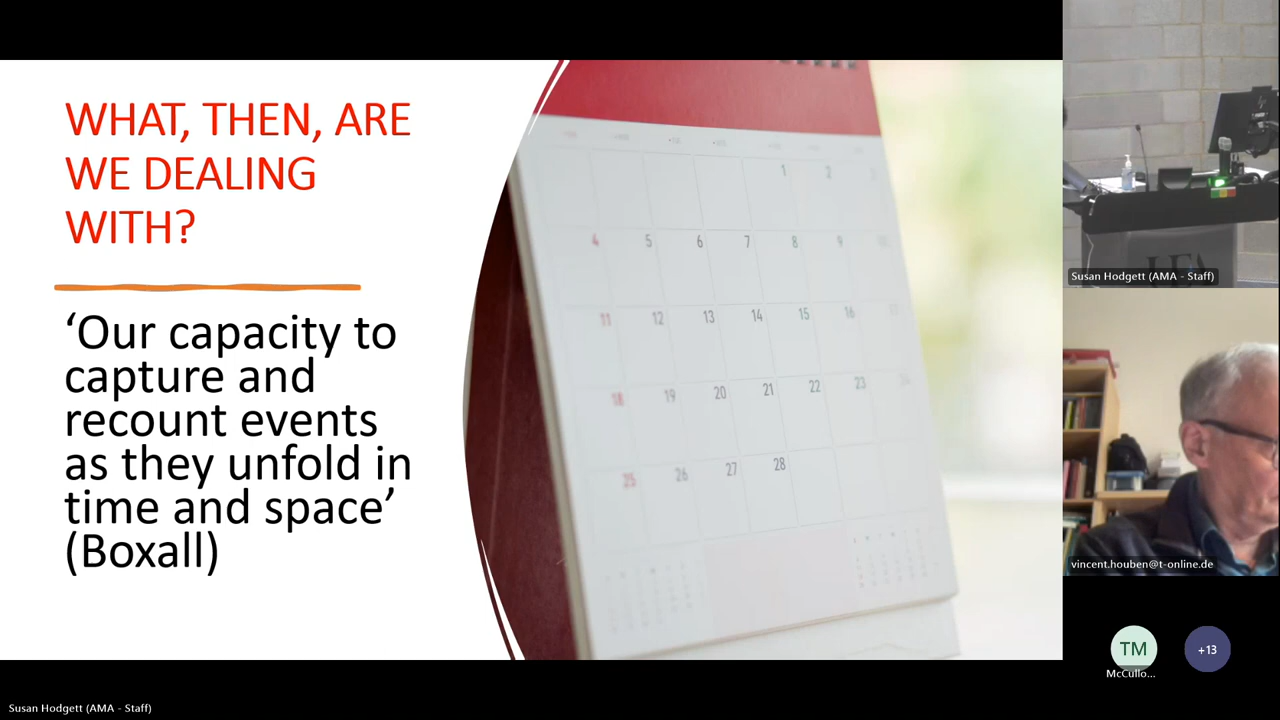 WHAT, THEN, ARE
WE DEALING
WITH?
‘Our capacity to
capture and
recount events
as they unfold in
time and space’
(Boxall)
1 2
4 5 6 7 8 9
11 12 13 14 15 16
18 19 20 21 22 23
25 26 27 28
Susan Hodgett (AMA - Staff)
vincent.houben@t-online.de
TM
McCullo...
+13
Susan Hodgett (AMA - Staff)